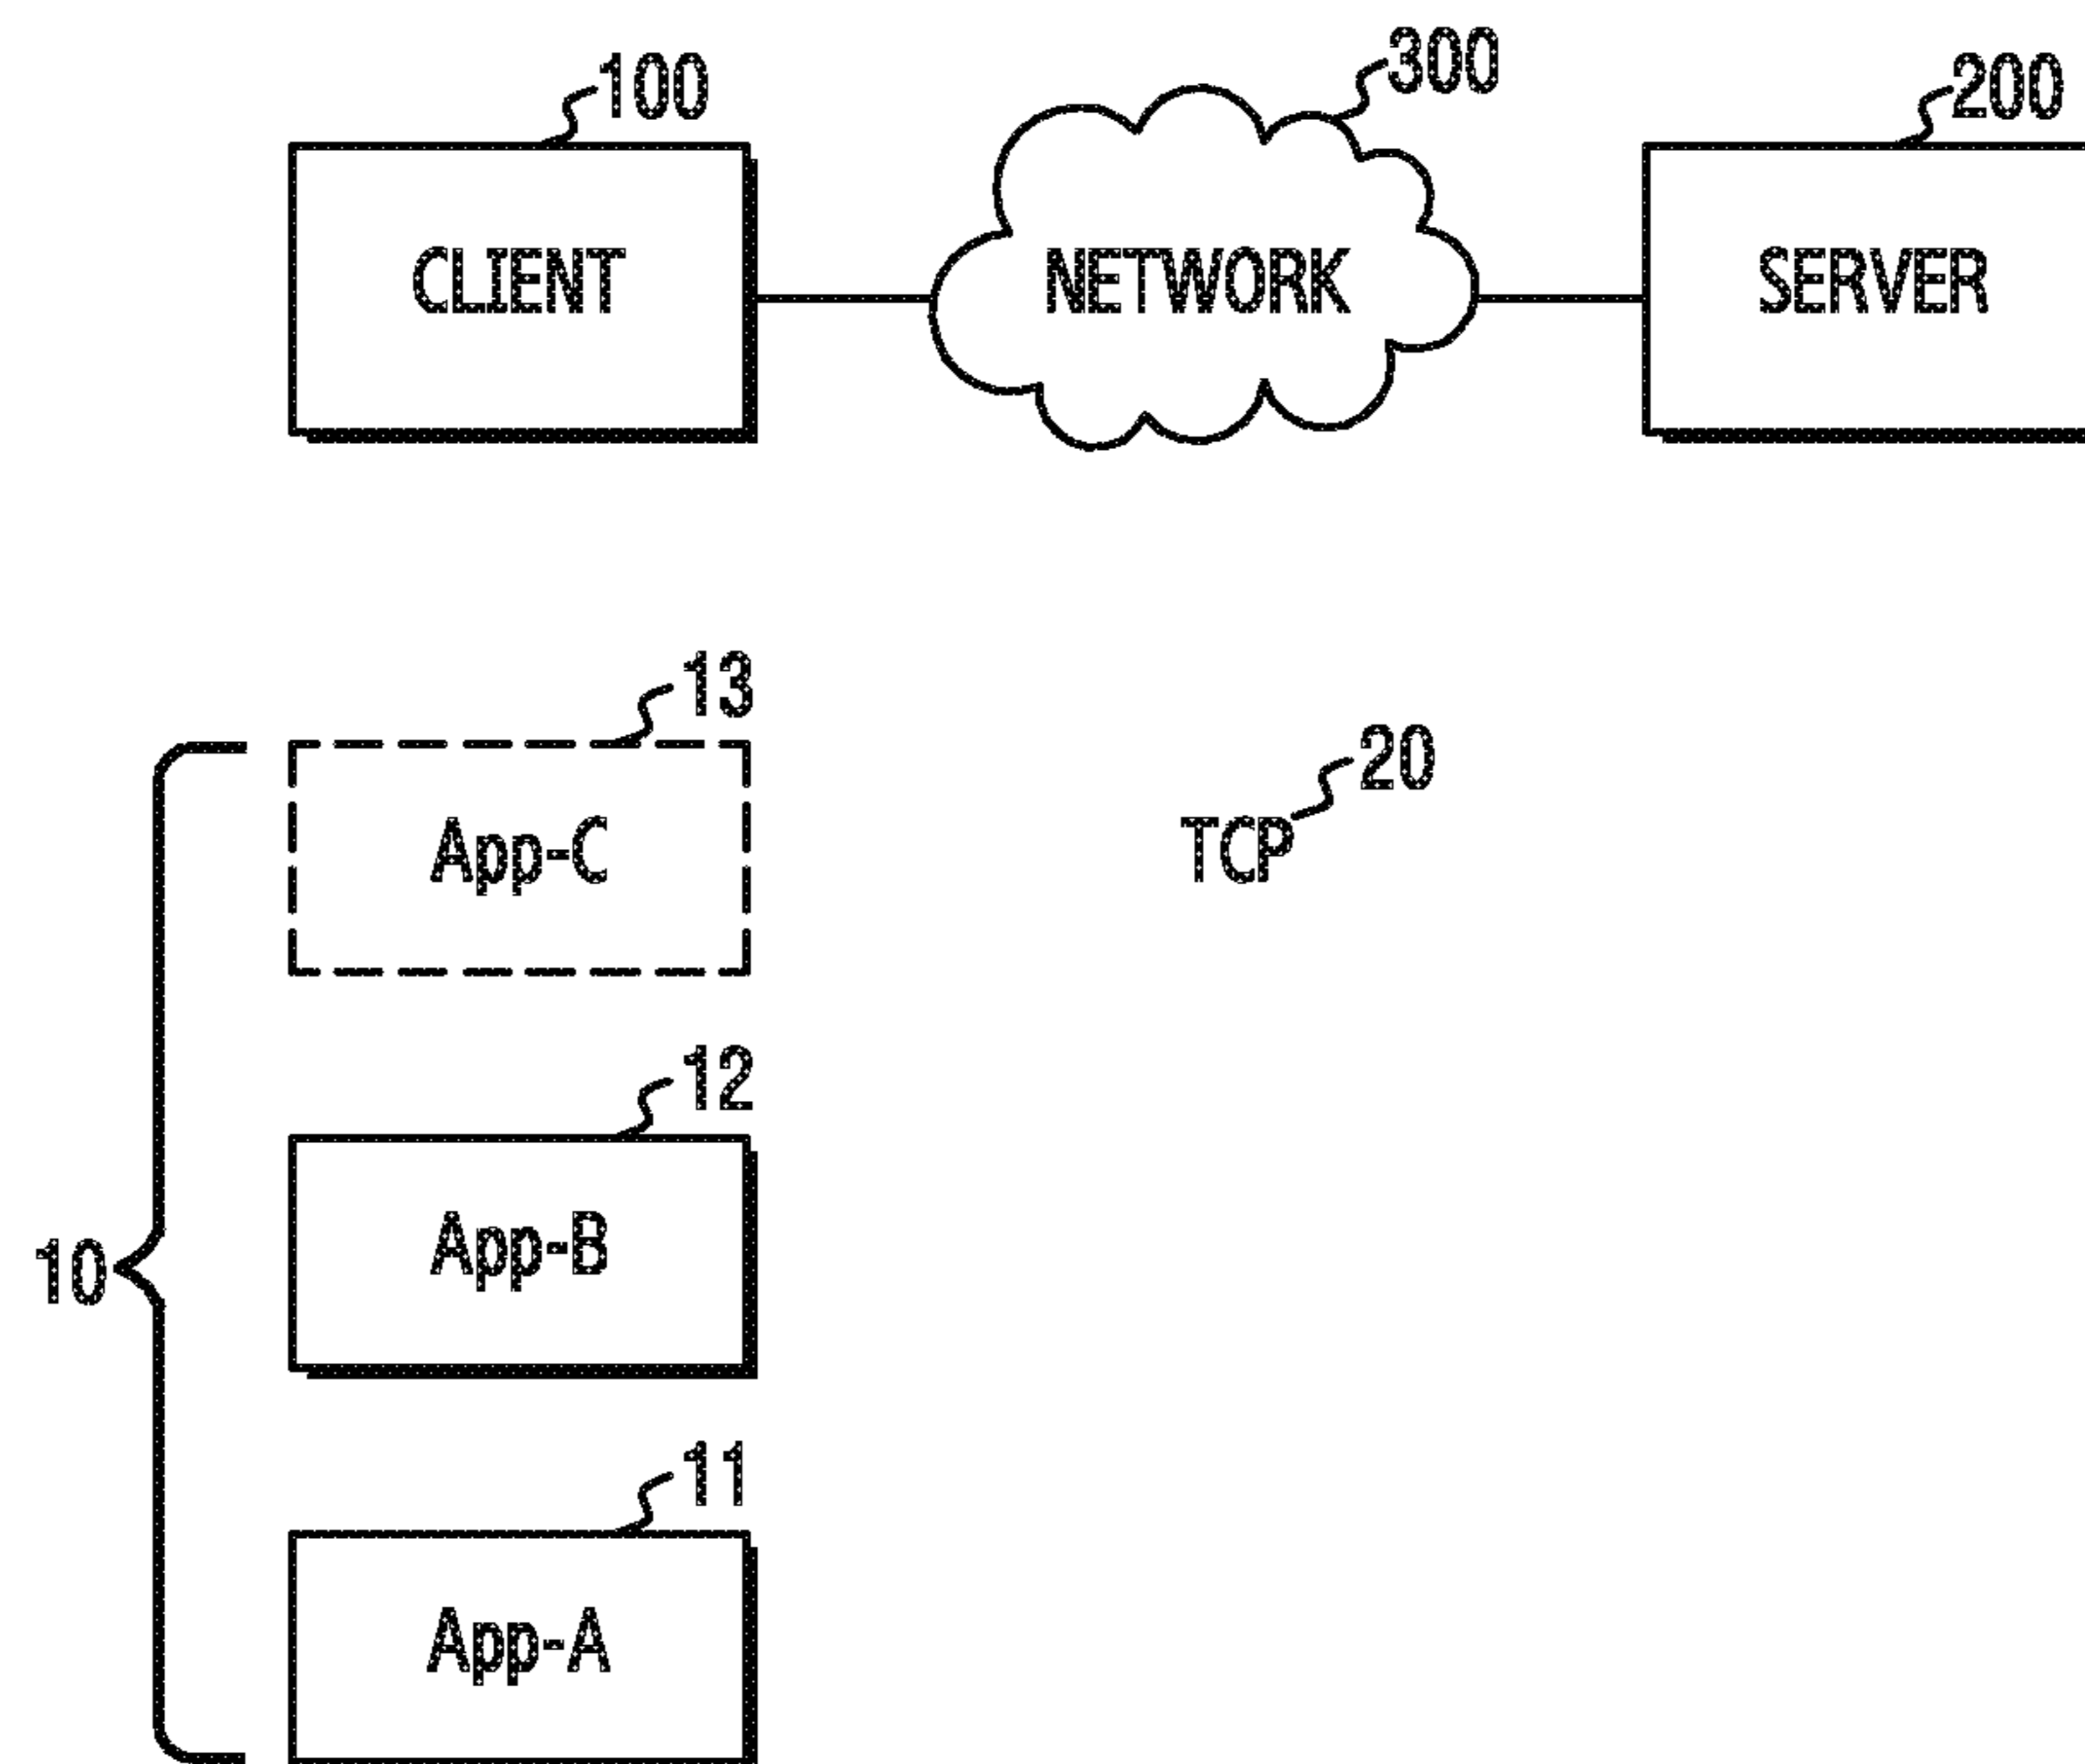 100
300
200
CLIENT
NETWORK
SERVER
13
20
App-C
TCP
12
App-B
10
11
App-A